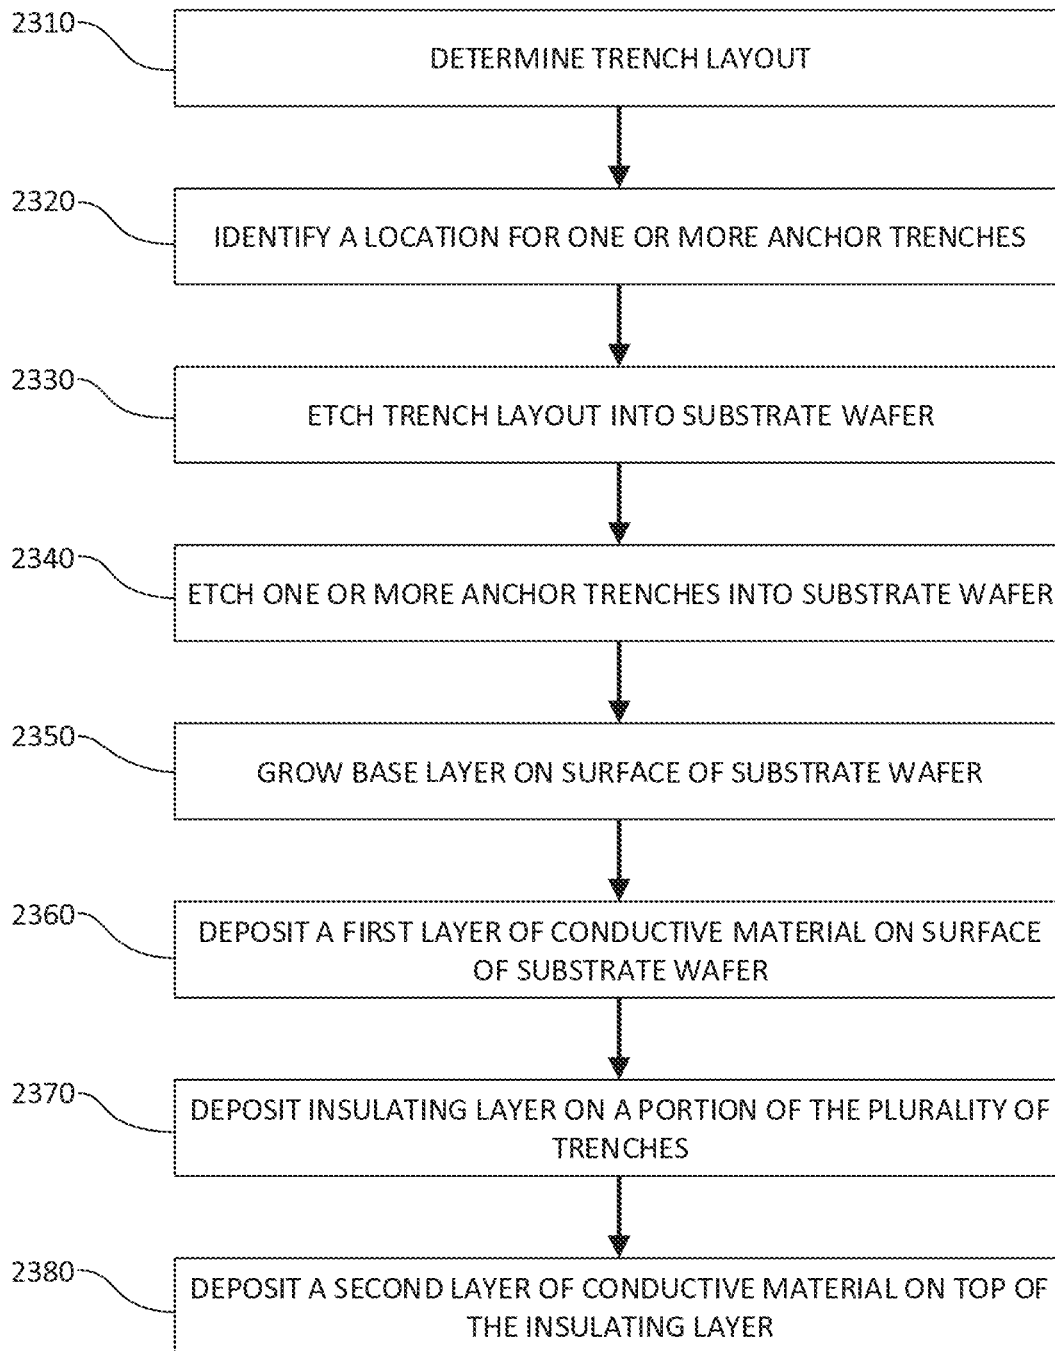 2310
DETERMINE TRENCH LAYOUT
2320
IDENTIFY A LOCATION FOR ONE OR MORE ANCHOR TRENCHES
2330
ETCH TRENCH LAYOUT INTO SUBSTRATE WAFER
2340
ETCH ONE OR MORE ANCHOR TRENCHES INTO SUBSTRATE WAFER
2350
GROW BASE LAYER ON SURFACE OF SUBSTRATE WAFER
2360
DEPOSIT A FIRST LAYER OF CONDUCTIVE MATERIAL ON SURFACE
OF SUBSTRATE WAFER
2370
DEPOSIT INSULATING LAYER ON A PORTION OF THE PLURALITY OF
TRENCHES
2380
DEPOSIT A SECOND LAYER OF CONDUCTIVE MATERIAL ON TOP OF
THE INSULATING LAYER